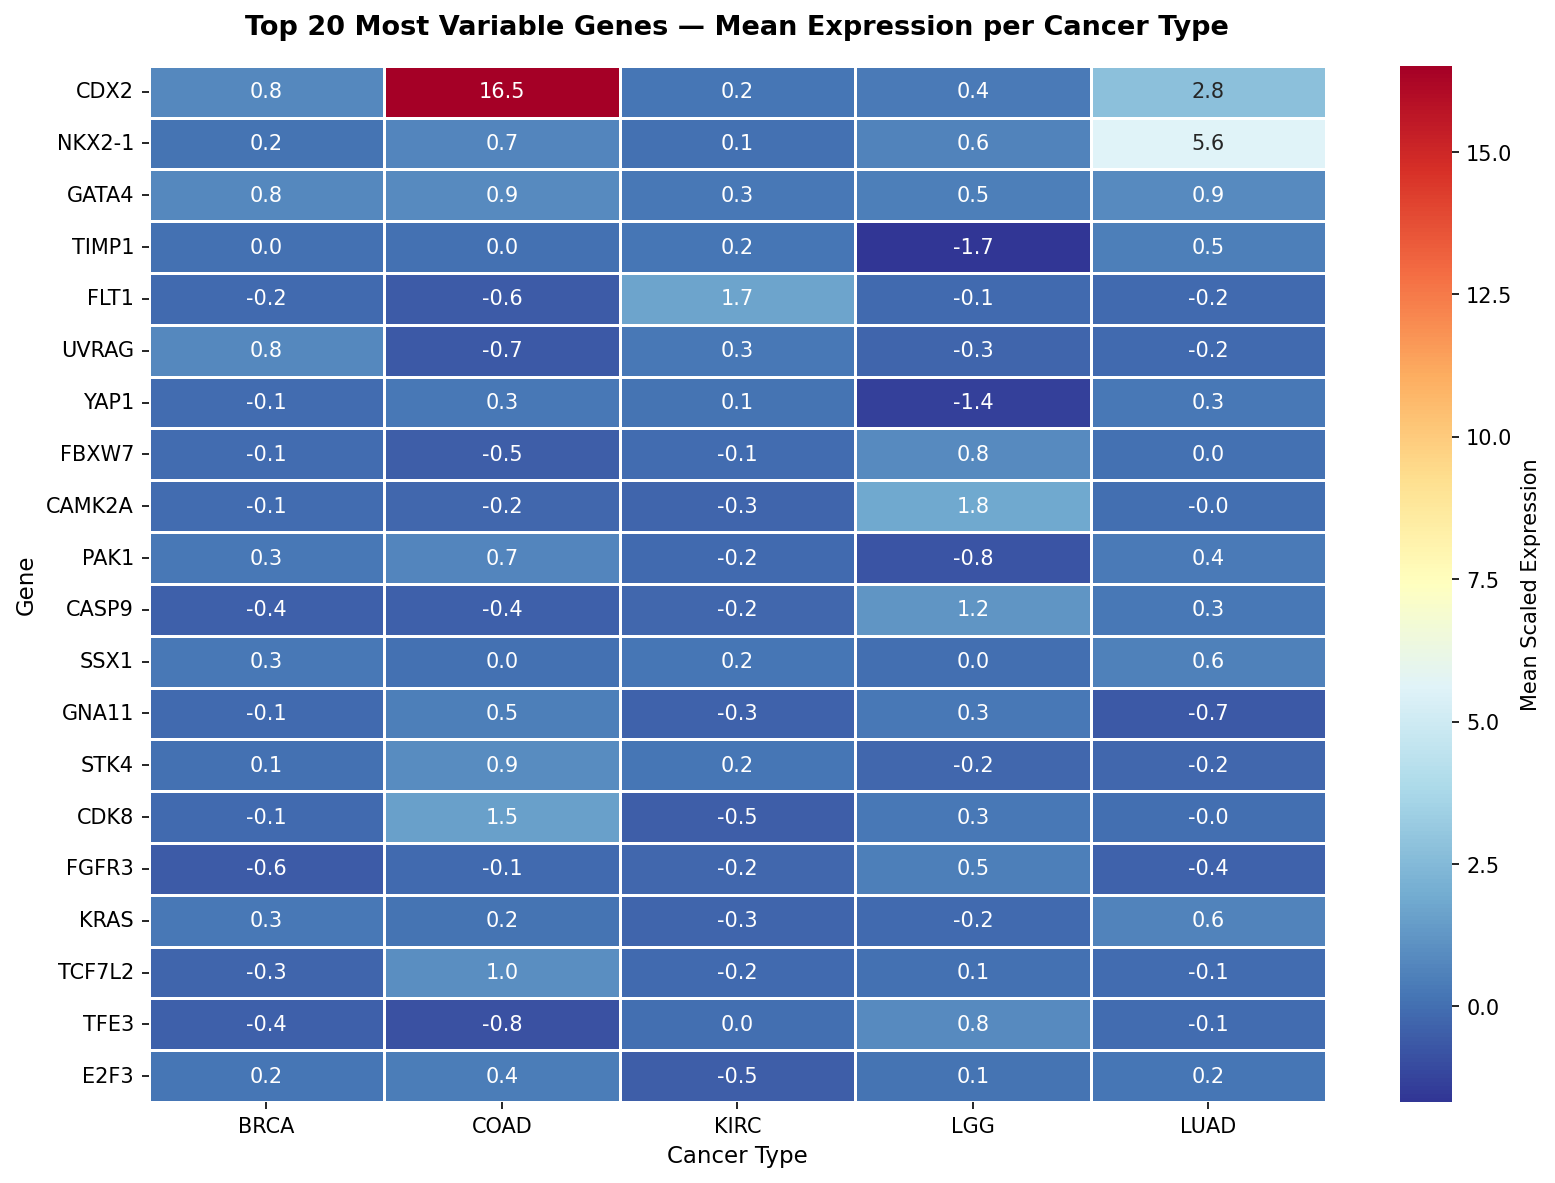 Top 20 Most Variable Genes — Mean Expression per Cancer Type
CDX2 0.8 16.5 0.2 0.4 2.8
NKX2-1 0.2 0.7 0.1 0.6 5.6
GATA4 0.8 0.9 0.3 0.5 0.9
TIMP1 0.0 0.0 0.2 -1.7 0.5
FLT1 -0.2 -0.6 1.7 -0.1 -0.2
UVRAG 0.8 -0.7 0.3 -0.3 -0.2
YAP1 -0.1 0.3 0.1 -1.4 0.3
FBXW7 -0.1 -0.5 -0.1 0.8 0.0
CAMK2A -0.1 -0.2 -0.3 1.8 -0.0
PAK1 0.3 0.7 -0.2 -0.8 0.4
CASP9 -0.4 -0.4 -0.2 1.2 0.3
SSX1 0.3 0.0 0.2 0.0 0.6
GNA11 -0.1 0.5 -0.3 0.3 -0.7
STK4 0.1 0.9 0.2 -0.2 -0.2
CDK8 -0.1 1.5 -0.5 0.3 -0.0
FGFR3 -0.6 -0.1 -0.2 0.5 -0.4
KRAS 0.3 0.2 -0.3 -0.2 0.6
TCF7L2 -0.3 1.0 -0.2 0.1 -0.1
TFE3 -0.4 -0.8 0.0 0.8 -0.1
E2F3 0.2 0.4 -0.5 0.1 0.2
BRCA COAD KIRC LGG LUAD
Cancer Type
Gene
15.0
12.5
10.0
7.5
5.0
2.5
0.0
Mean Scaled Expression